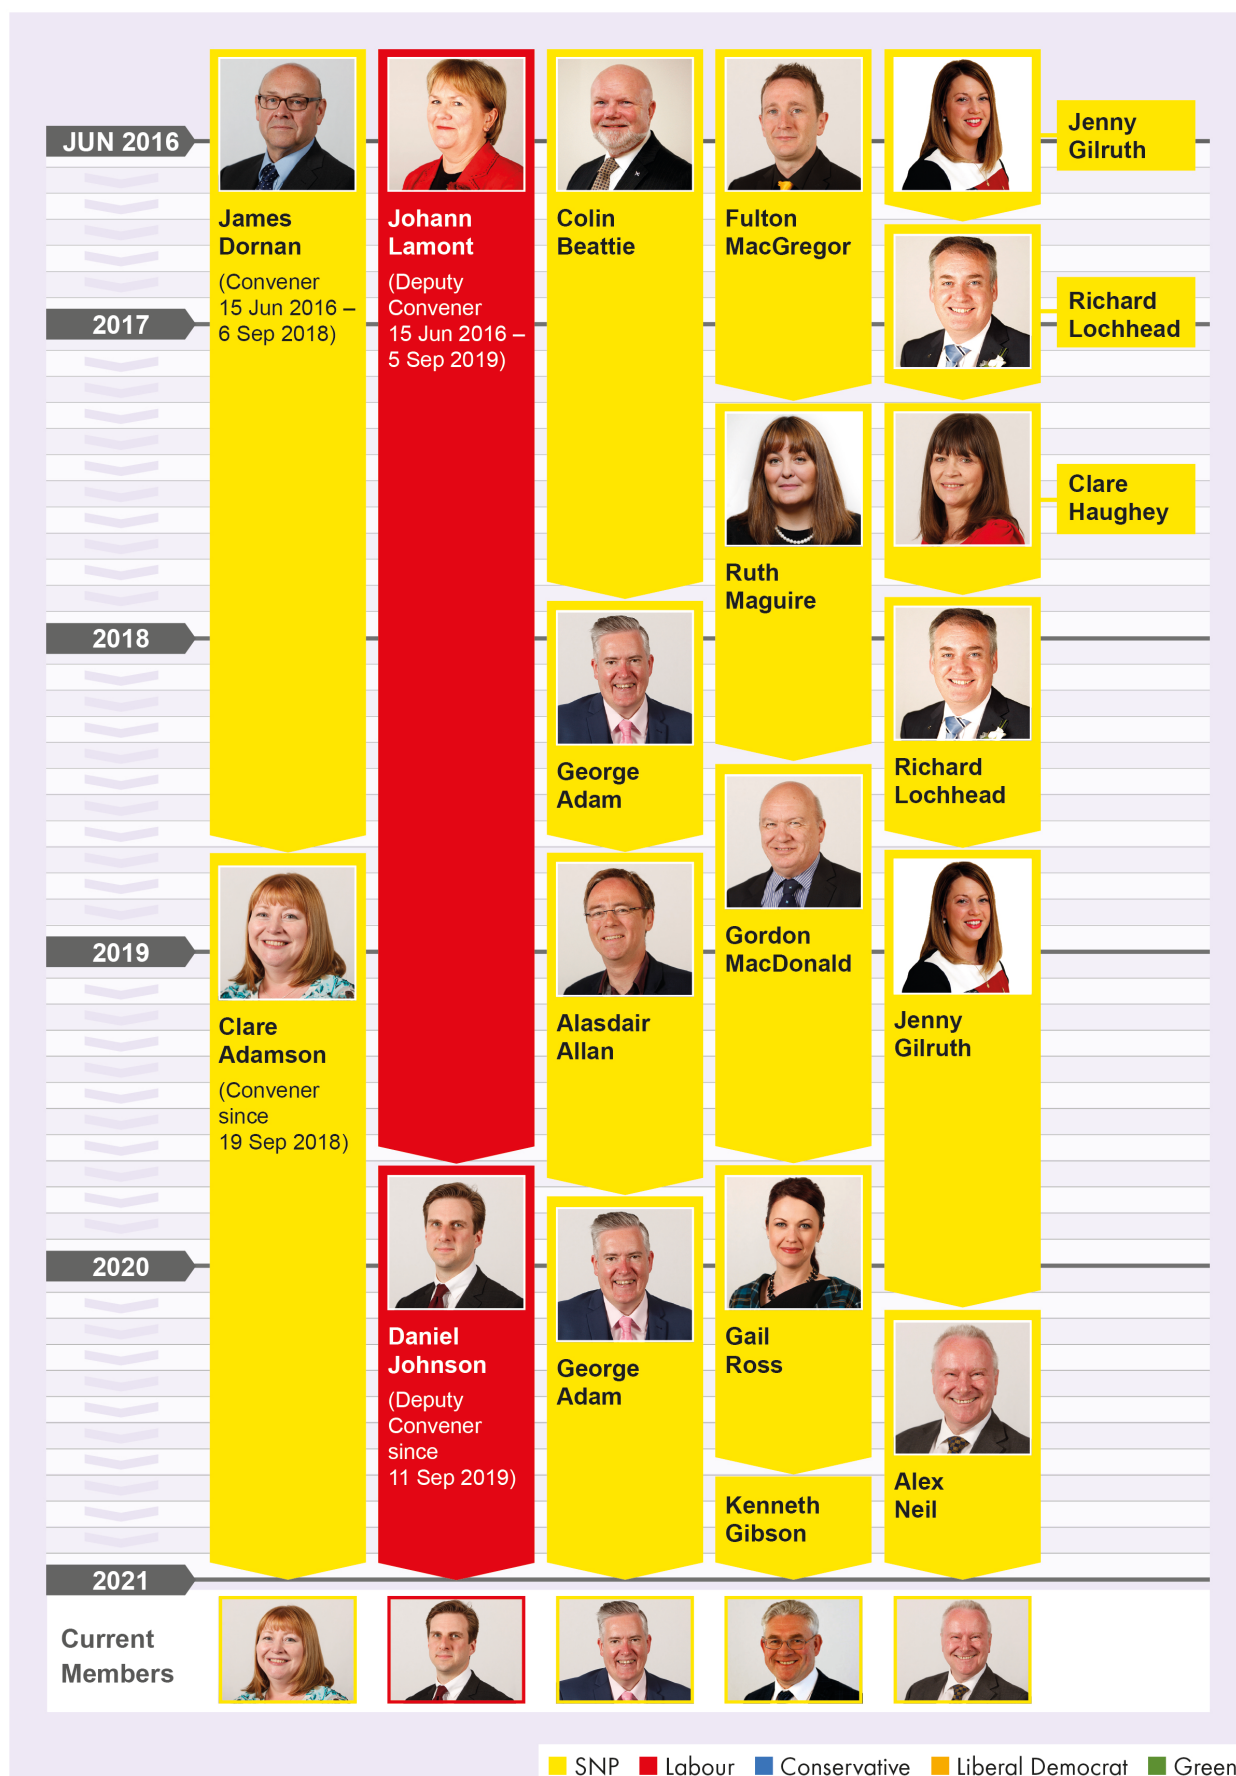 JUN 2016
James
Dornan
(Convener
15 Jun 2016 –
6 Sep 2018)
Johann
Lamont
(Deputy
Convener
15 Jun 2016 –
5 Sep 2019)
Colin
Beattie
Fulton
MacGregor
Jenny
Gilruth
2017
Richard
Lochhead
Clare
Haughey
Ruth
Maguire
2018
George
Adam
Richard
Lochhead
2019
Gordon
MacDonald
Clare
Adamson
(Convener
since
19 Sep 2018)
Alasdair
Allan
Jenny
Gilruth
2020
Daniel
Johnson
(Deputy
Convener
since
11 Sep 2019)
George
Adam
Gail
Ross
Alex
Neil
Kenneth
Gibson
2021
Current
Members
SNP Labour Conservative Liberal Democrat Green